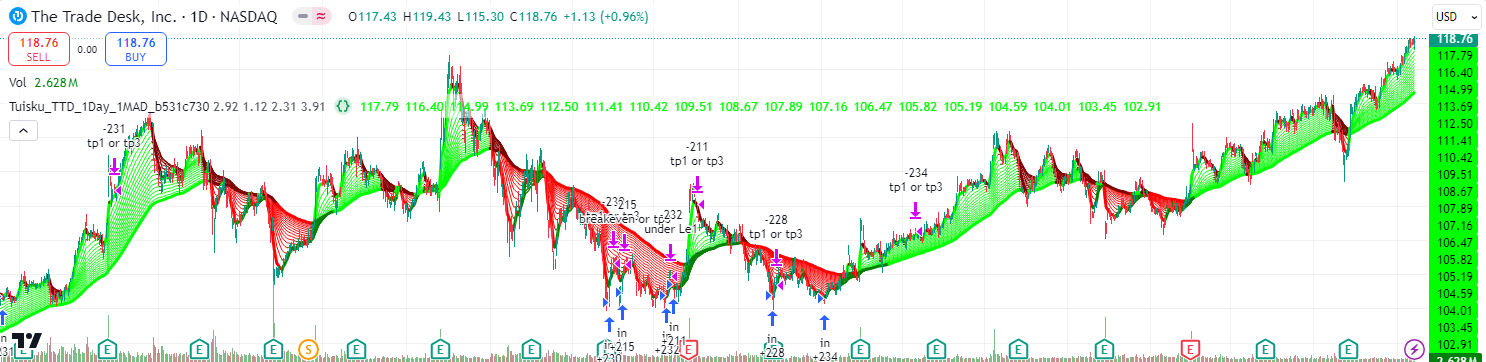 The Trade Desk, Inc. · 1D · NASDAQ O117.43 H119.43 L115.30 C118.76 +1.13 (+0.96%)
USD
118.76 SELL
0.00
118.76 BUY
Vol 2.628M
Tuisku_TTD_1Day_1MAD_b531c730 2.92 1.12 2.31 3.91 {} 117.79 116.40 114.99 113.69 112.50 111.41 110.42 109.51 108.67 107.89 107.16 106.47 105.82 105.19 104.59 104.01 103.45 102.91
-231
tp1 or tp3
-215
breakeven or tp3
-232
under Le1
-211
tp1 or tp3
-228
tp1 or tp3
-234
tp1 or tp3
in
in
+215
in
+232
in
+228
in
+234
E
E
E
S
E
E
E
E
E
E
E
E
E
E
E
118.76
117.79
116.40
114.99
113.69
112.50
111.41
110.42
109.51
108.67
107.89
107.16
106.47
105.82
105.19
104.59
104.01
103.45
102.91
2.628M